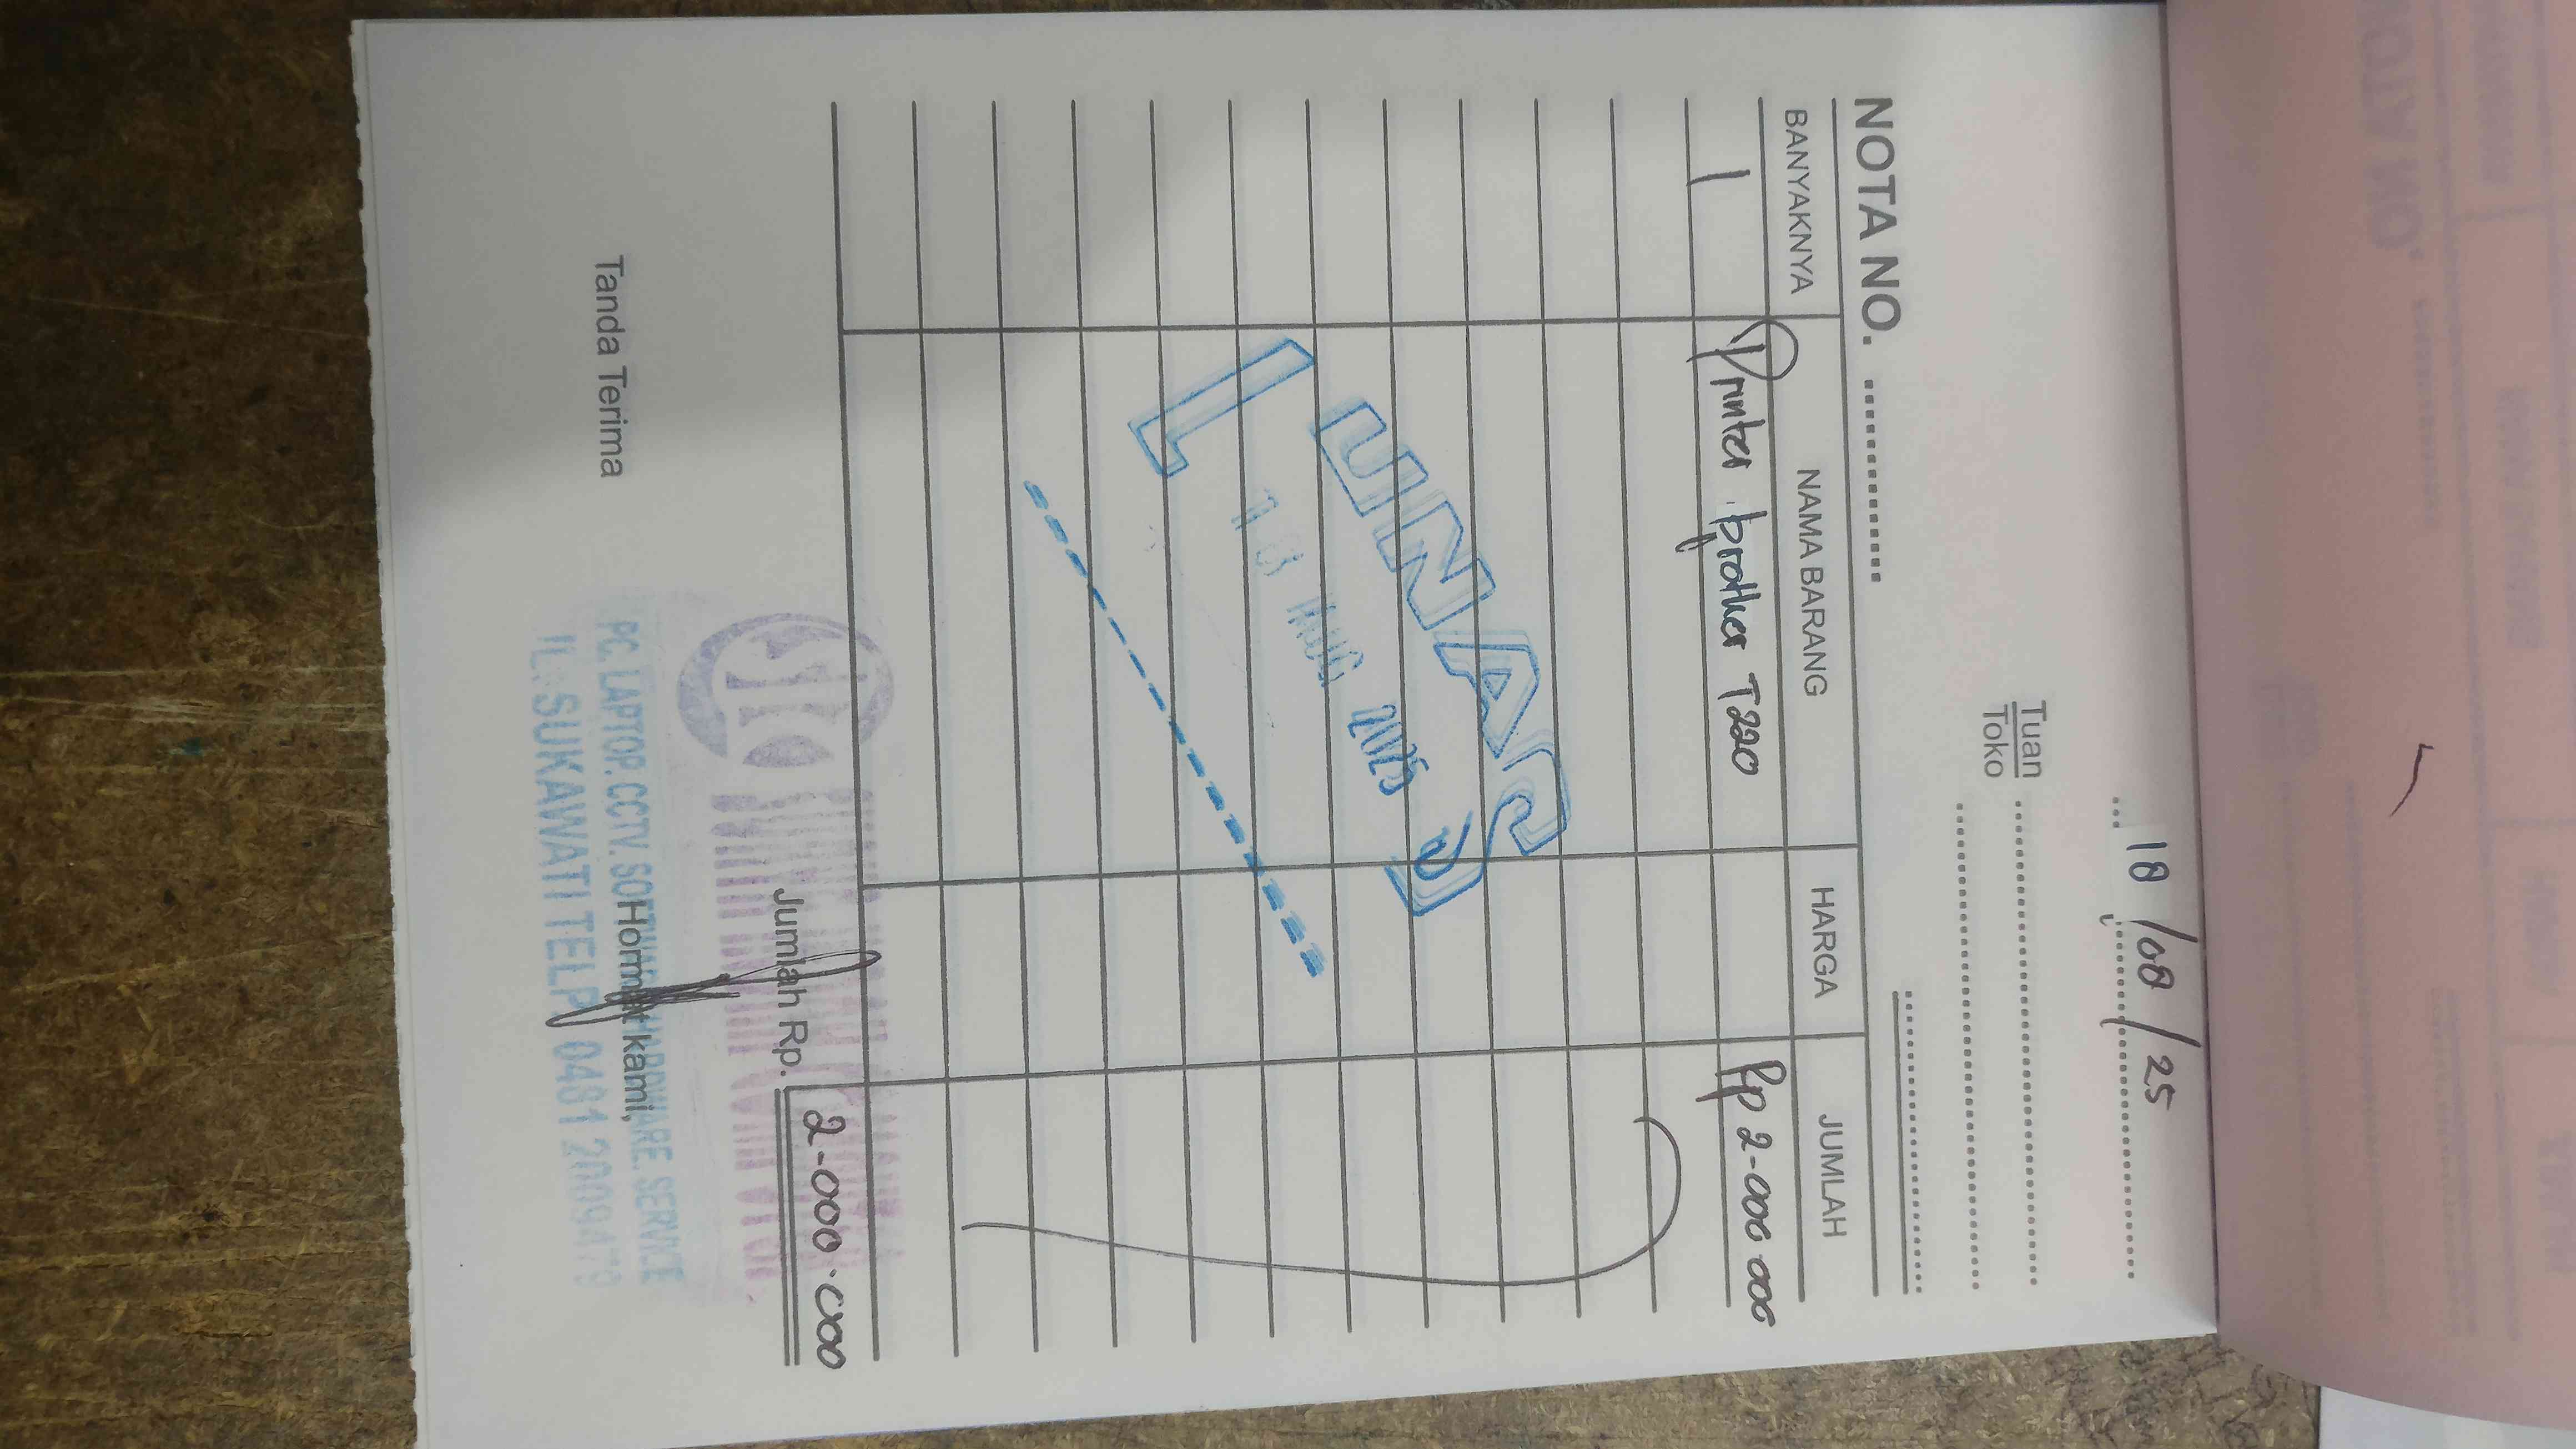 18/08/25
Tuan
Toko
NOTA NO.
BANYAKNYA NAMA BARANG HARGA JUMLAH
1 Printer brother T220 Rp 2-000.000
LUNAS
AUG 2025
Jumlah Rp. 2-000.000
Tanda Terima Hormat kami,
PC. LAPTOP. CCTV. SOFTWARE. HARDWARE. SERVICE
JL. SUKAWATI TELP. 0481 2009479